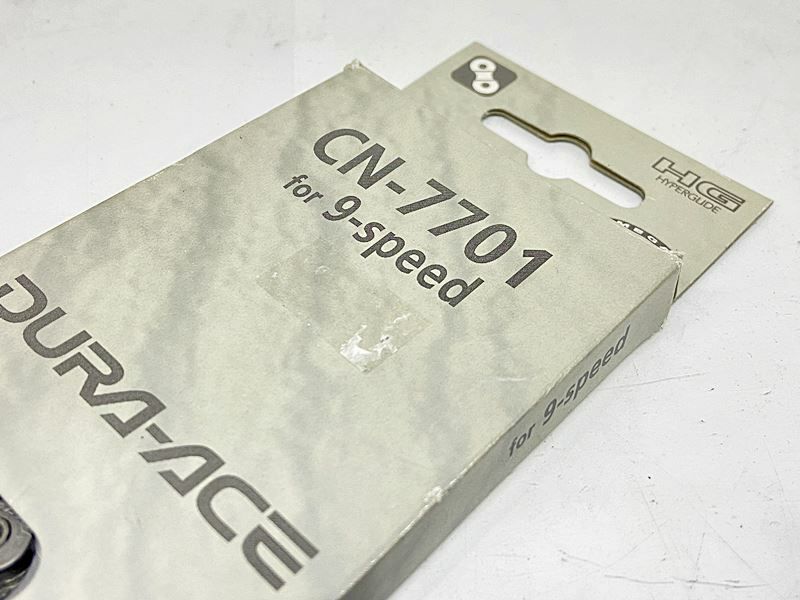 HG
HYPERGLIDE
CN-7701
for 9-speed
DURA-ACE
for 9-speed